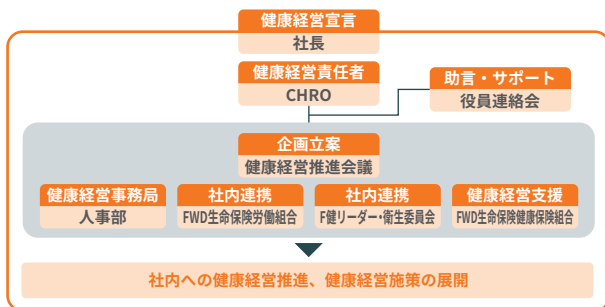 健康経営宣言
社長
健康経営責任者
CHRO
助言・サポート
役員連絡会
企画立案
健康経営推進会議
健康経営事務局
人事部
社内連携
FWD生命保険労働組合
社内連携
F健リーダー・衛生委員会
健康経営支援
FWD生命保険健康保険組合
社内への健康経営推進、健康経営施策の展開